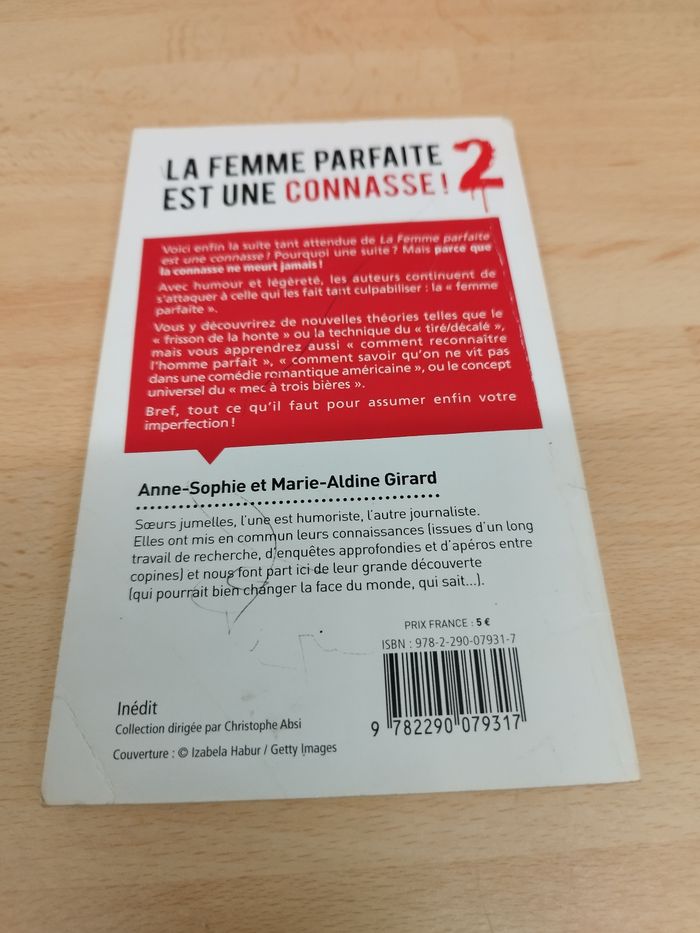 LA FEMME PARFAITE
EST UNE CONNASSE ! 2
Voici enfin la suite tant attendue de La Femme parfaite
est une connasse ! Pourquoi une suite ? Mais parce que
la connasse ne meurt jamais !
Avec humour et légèreté, les auteurs continuent de
s'attaquer à celle qui les fait tant culpabiliser : la « femme
parfaite ».
Vous y découvrirez de nouvelles théories telles que le
« frisson de la honte » ou la technique du « tiré/décalé »,
mais vous apprendrez aussi « comment reconnaître
l'homme parfait », « comment savoir qu'on ne vit pas
dans une comédie romantique américaine », ou le concept
universel du « mec à trois bières ».
Bref, tout ce qu'il faut pour assumer enfin votre
imperfection !
Anne-Sophie et Marie-Aldine Girard
Sœurs jumelles, l'une est humoriste, l'autre journaliste.
Elles ont mis en commun leurs connaissances (issues d'un long
travail de recherche, d'enquêtes approfondies et d'apéros entre
copines) et nous font part ici de leur grande découverte
(qui pourrait bien changer la face du monde, qui sait...).
PRIX FRANCE : 5 €
ISBN : 978-2-290-07931-7
9 782290 079317
Inédit
Collection dirigée par Christophe Absi
Couverture : © Izabela Habur / Getty Images